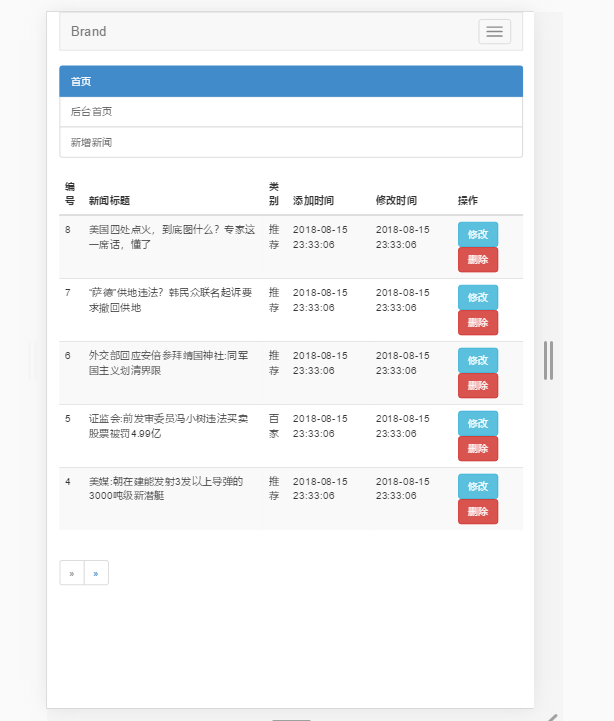 Brand
首页
后台首页
新增新闻
编号 新闻标题 类别 添加时间 修改时间 操作
8 美国四处点火，到底图什么？专家这一席话，懂了 推荐 2018-08-15 23:33:06 2018-08-15 23:33:06 修改 删除
7 “萨德”供地违法？韩民众联名起诉要求撤回供地 推荐 2018-08-15 23:33:06 2018-08-15 23:33:06 修改 删除
6 外交部回应安倍参拜靖国神社:同军国主义划清界限 推荐 2018-08-15 23:33:06 2018-08-15 23:33:06 修改 删除
5 证监会:前发审委员冯小树违法买卖股票被罚4.99亿 百家 2018-08-15 23:33:06 2018-08-15 23:33:06 修改 删除
4 美媒:朝在建能发射3发以上导弹的3000吨级新潜艇 推荐 2018-08-15 23:33:06 2018-08-15 23:33:06 修改 删除
» »